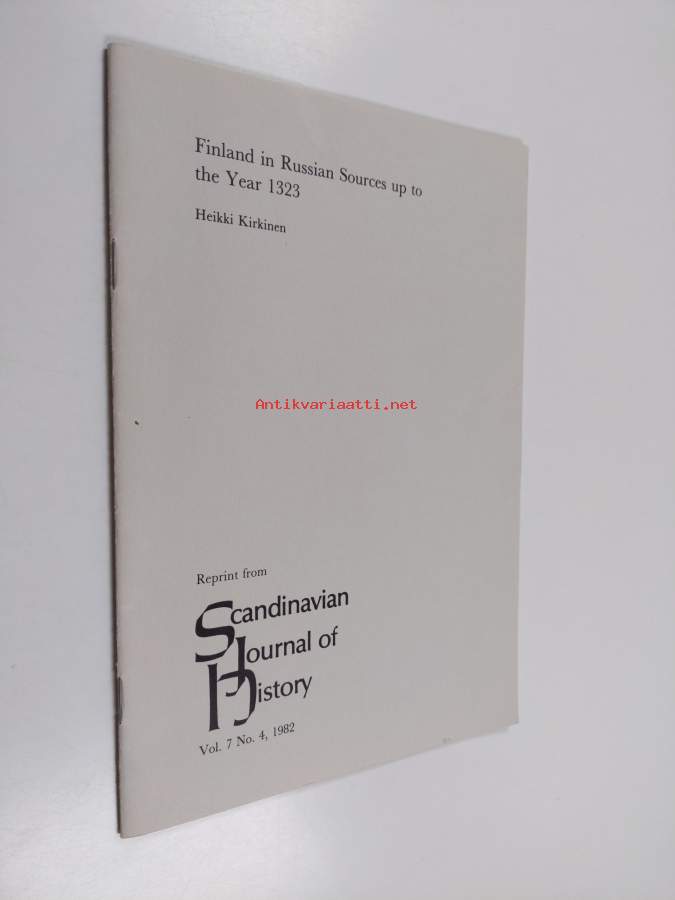 Finland in Russian Sources up to
the Year 1323
Heikki Kirkinen
Antikvariaatti.net
Reprint from
Scandinavian
Journal of
History
Vol. 7 No. 4, 1982